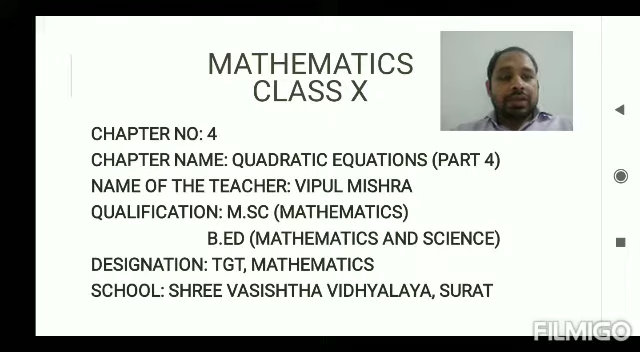 MATHEMATICS
CLASS X
CHAPTER NO: 4
CHAPTER NAME: QUADRATIC EQUATIONS (PART 4)
NAME OF THE TEACHER: VIPUL MISHRA
QUALIFICATION: M.SC (MATHEMATICS)
B.ED (MATHEMATICS AND SCIENCE)
DESIGNATION: TGT, MATHEMATICS
SCHOOL: SHREE VASISHTHA VIDHYALAYA, SURAT
FILMIGO